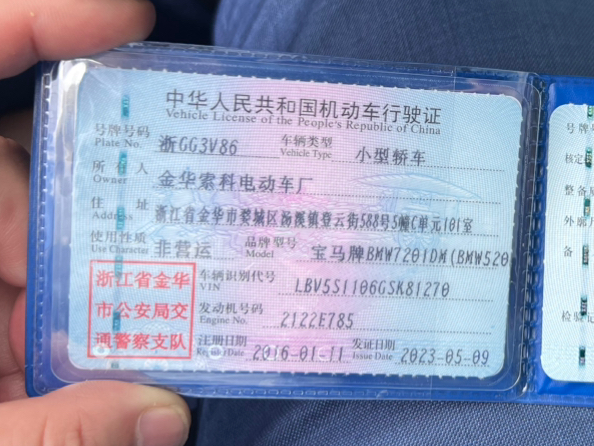 中华人民共和国机动车行驶证
Vehicle License of the People's Republic of China
号牌号码 Plate No. 浙GG3V86 车辆类型 Vehicle Type 小型轿车
所有人 Owner 金华索科电动车厂
住址 Address 浙江省金华市婺城区汤溪镇登云街588号5幢C单元101室
使用性质 Use Character 非营运 品牌型号 Model 宝马牌BMW7201DM(BMW520
浙江省金华
市公安局交
通警察支队
车辆识别代号 VIN LBV5S1106GSK81270
发动机号码 Engine No. 2122E785
注册日期 Register Date 2016-01-11 发证日期 Issue Date 2023-05-09
号牌
核定
整备
外廓
备
检验记